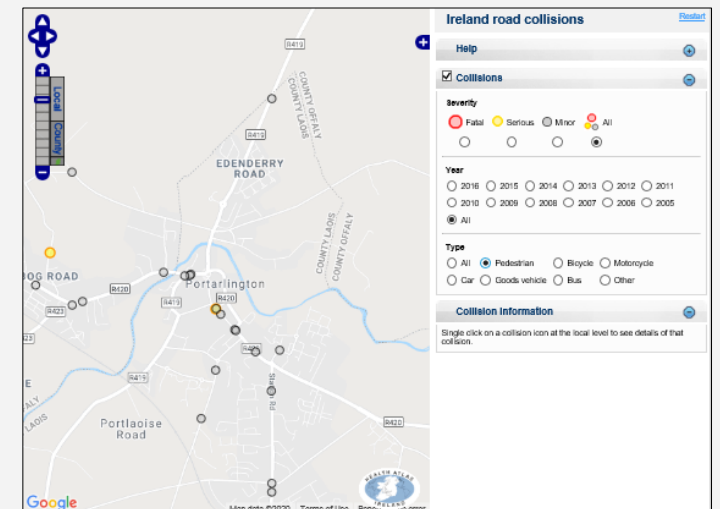 Ireland road collisions
Restart
Help
Collisions
Severity
Fatal Serious Minor All
Year
2016 2015 2014 2013 2012 2011
2010 2009 2008 2007 2006 2005
All
Type
All Pedestrian Bicycle Motorcycle
Car Goods vehicle Bus Other
Collision Information
Single click on a collision icon at the local level to see details of that
collision.
Local
County
R419
COUNTY OFFALY
COUNTY LAOIS
R419
EDENDERRY
ROAD
COUNTY LAOIS
COUNTY OFFALY
BOG ROAD
R420
Portarlington
R419
R420
R423
R419
Station Rd
R420
LAOIS
Portlaoise
Road
HEALTH ATLAS
IRELAND
Google
Map data ©2020 Terms of Use